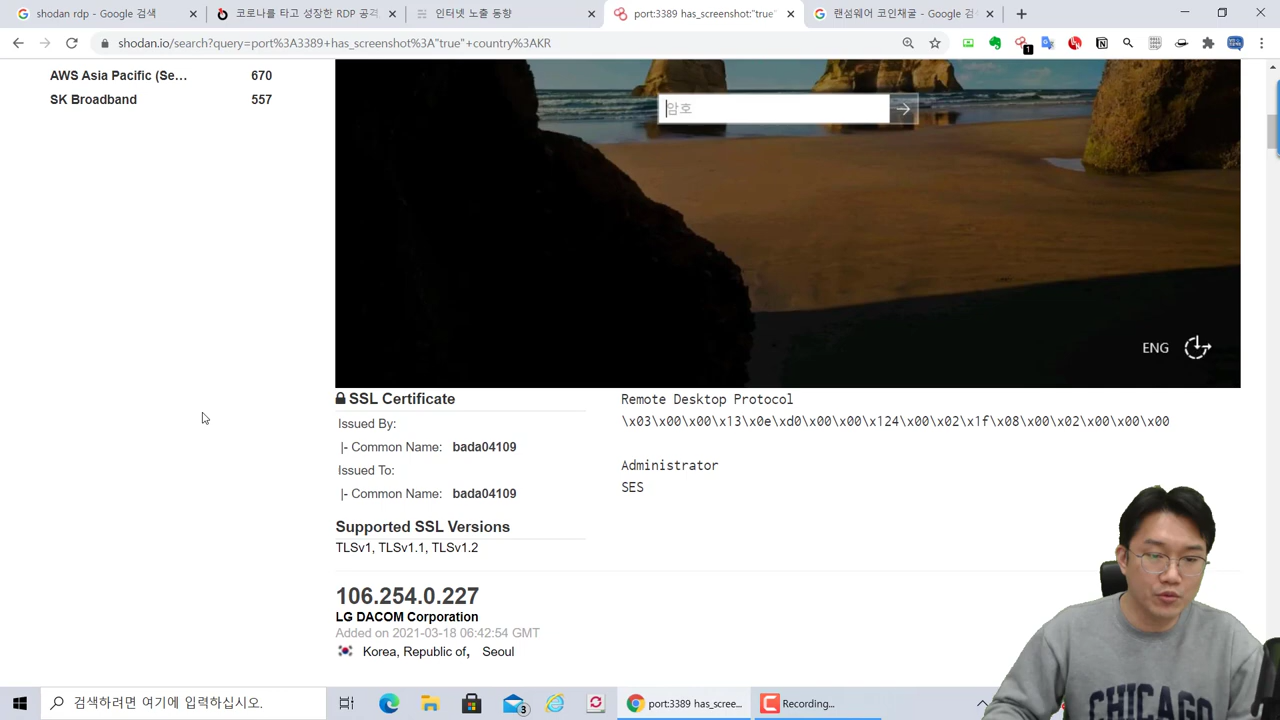 shodan rdp - Google 검색
코로나를 타고 성장한 RDP 공격
인터넷 노출 동향
port:3389 has_screenshot:"true"
랜섬웨어 코인채굴 - Google 검
shodan.io/search?query=port%3A3389+has_screenshot%3A"true"+country%3AKR
1
AWS Asia Pacific (Se...
670
SK Broadband
557
암호
ENG
SSL Certificate
Issued By:
|- Common Name: bada04109
Issued To:
|- Common Name: bada04109
Supported SSL Versions
TLSv1, TLSv1.1, TLSv1.2
Remote Desktop Protocol
\x03\x00\x00\x13\x0e\xd0\x00\x00\x124\x00\x02\x1f\x08\x00\x02\x00\x00\x00
Administrator
SES
106.254.0.227
LG DACOM Corporation
Added on 2021-03-18 06:42:54 GMT
Korea, Republic of, Seoul
CHICAGO
검색하려면 여기에 입력하십시오.
3
port:3389 has_scree...
Recording...